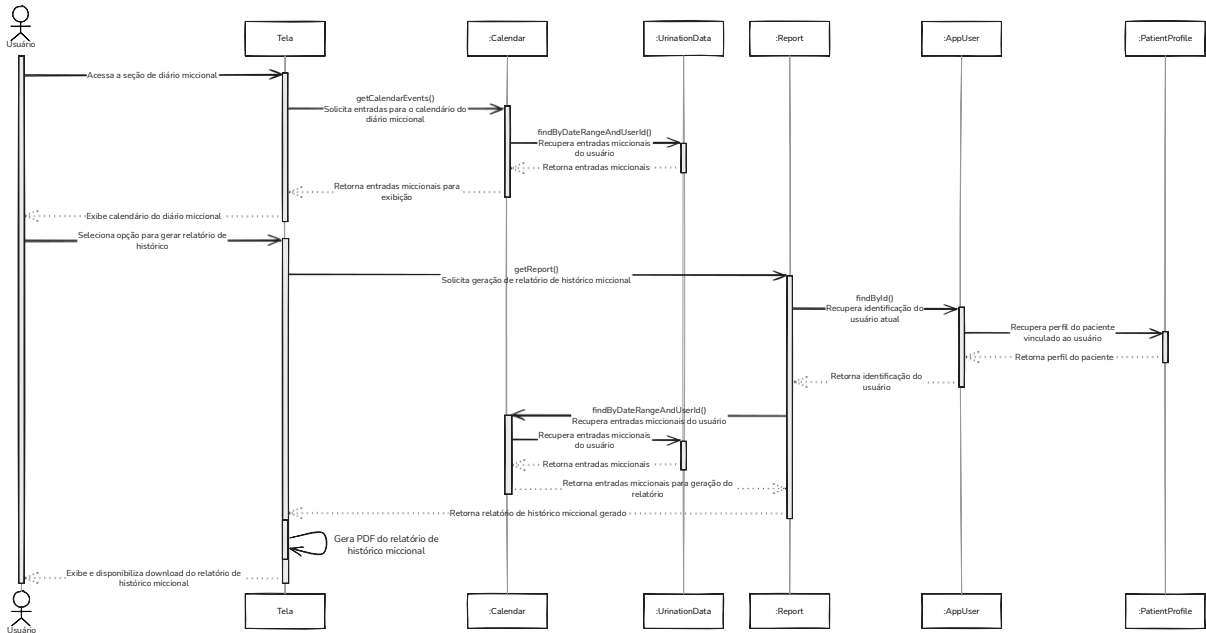 Usuário
Tela
:Calendar
:UrinationData
:Report
:AppUser
:PatientProfile
Acessa a seção de diário miccional
getCalendarEvents()
Solicita entradas para o calendário do
diário miccional
findByDateRangeAndUserId()
Recupera entradas miccionais
do usuário
Retorna entradas miccionais
Retorna entradas miccionais para
exibição
Exibe calendário do diário miccional
Seleciona opção para gerar relatório de
histórico
getReport()
Solicita geração de relatório de histórico miccional
findById()
Recupera identificação do
usuário atual
Recupera perfil do paciente
vinculado ao usuário
Retorna perfil do paciente
Retorna identificação do
usuário
findByDateRangeAndUserId()
Recupera entradas miccionais do usuário
Recupera entradas miccionais
do usuário
Retorna entradas miccionais
Retorna entradas miccionais para geração do
relatório
Retorna relatório de histórico miccional gerado
Gera PDF do relatório de
histórico miccional
Exibe e disponibiliza download do relatório de
histórico miccional
Usuário
Tela
:Calendar
:UrinationData
:Report
:AppUser
:PatientProfile